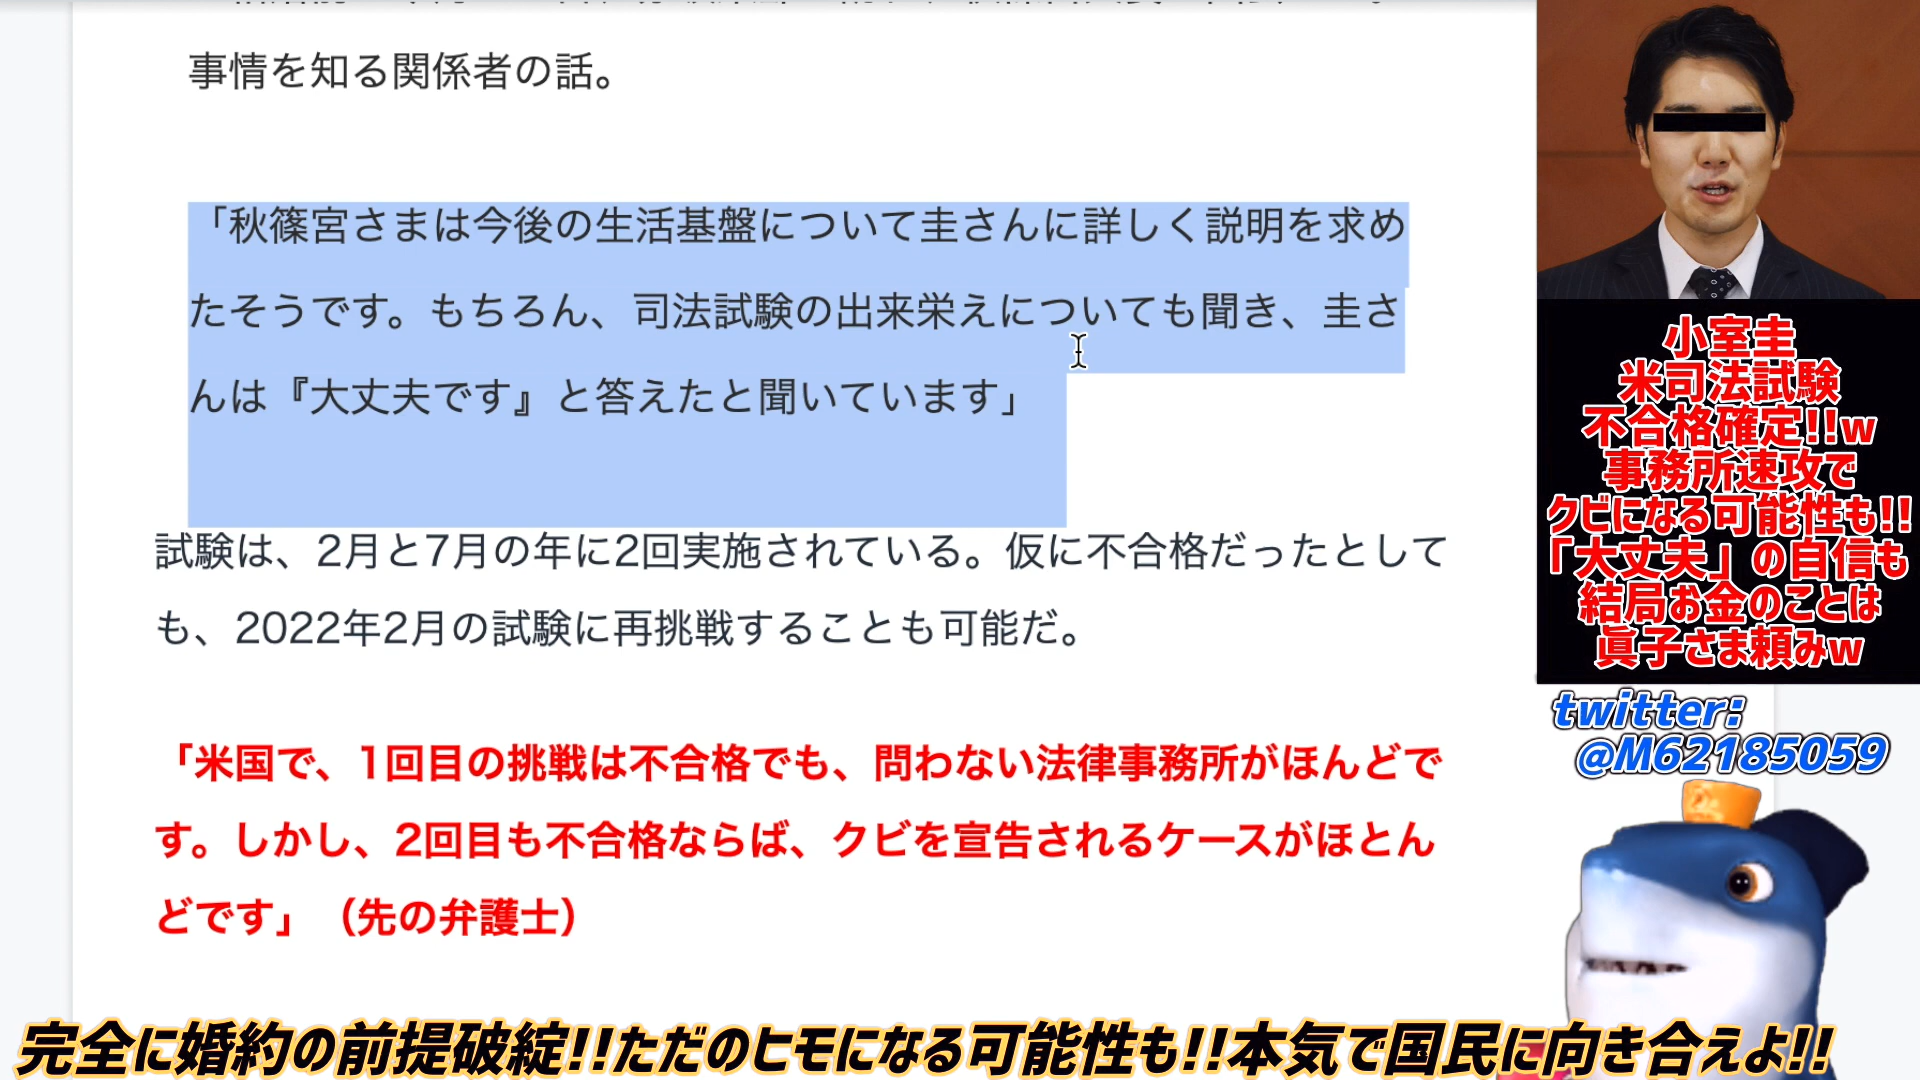 事情を知る関係者の話。
「秋篠宮さまは今後の生活基盤について圭さんに詳しく説明を求め
たそうです。もちろん、司法試験の出来栄えについても聞き、圭さ
んは『大丈夫です』と答えたと聞いています」
試験は、2月と7月の年に2回実施されている。仮に不合格だったとして
も、2022年2月の試験に再挑戦することも可能だ。
「米国で、1回目の挑戦は不合格でも、問わない法律事務所がほんどで
す。しかし、2回目も不合格ならば、クビを宣告されるケースがほとん
どです」（先の弁護士）
小室圭
米司法試験
不合格確定!!w
事務所速攻で
クビになる可能性も!!
「大丈夫」の自信も
結局お金のことは
眞子さま頼みw
twitter:
@M62185059
完全に婚約の前提破綻!!ただのヒモになる可能性も!!本気で国民に向き合えよ!!